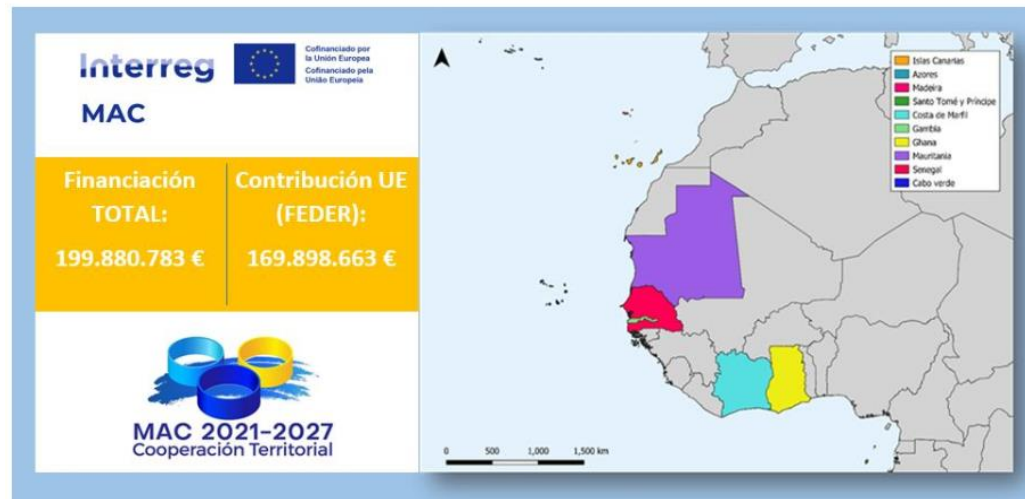 Interreg
Cofinanciado por
la Unión Europea
Cofinanciado pela
União Europeia
MAC
Financiación
TOTAL:
199.880.783 €
Contribución UE
(FEDER):
169.898.663 €
MAC 2021-2027
Cooperación Territorial
Islas Canarias
Azores
Madeira
Santo Tomé y Príncipe
Costa de Marfil
Gambia
Ghana
Mauritania
Senegal
Cabo verde
0 500 1,000 1,500 km